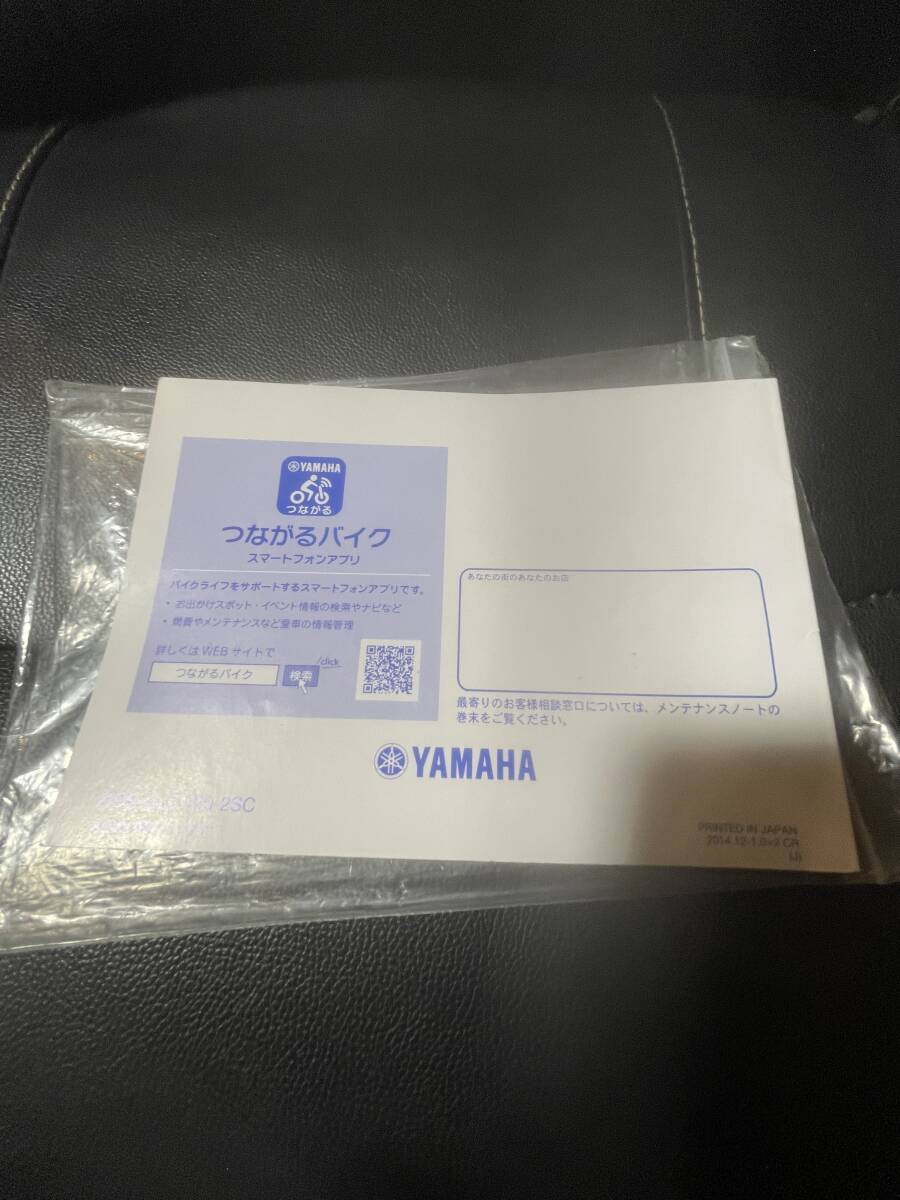 YAMAHA
つながる
つながるバイク
スマートフォンアプリ
バイクライフをサポートするスマートフォンアプリです。
・お出かけスポット・イベント情報の検索やナビなど
・燃費やメンテナンスなど愛車の情報管理
詳しくは WEB サイトで
つながるバイク
検索
click
あなたの街のあなたのお店
最寄りのお客様相談窓口については、メンテナンスノートの
巻末をご覧ください。
YAMAHA
PRINTED IN JAPAN
(J)